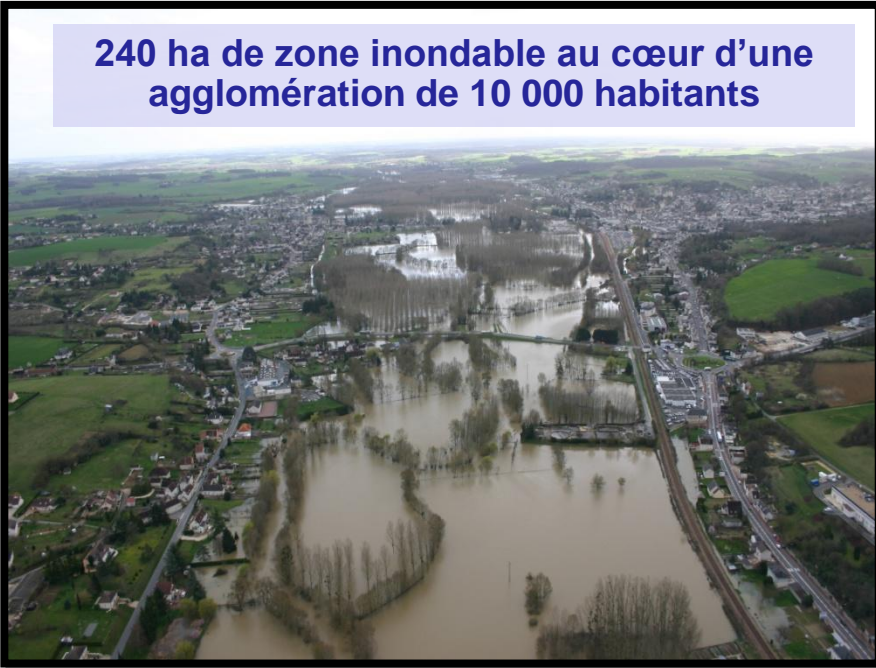 240 ha de zone inondable au cœur d’une
agglomération de 10 000 habitants